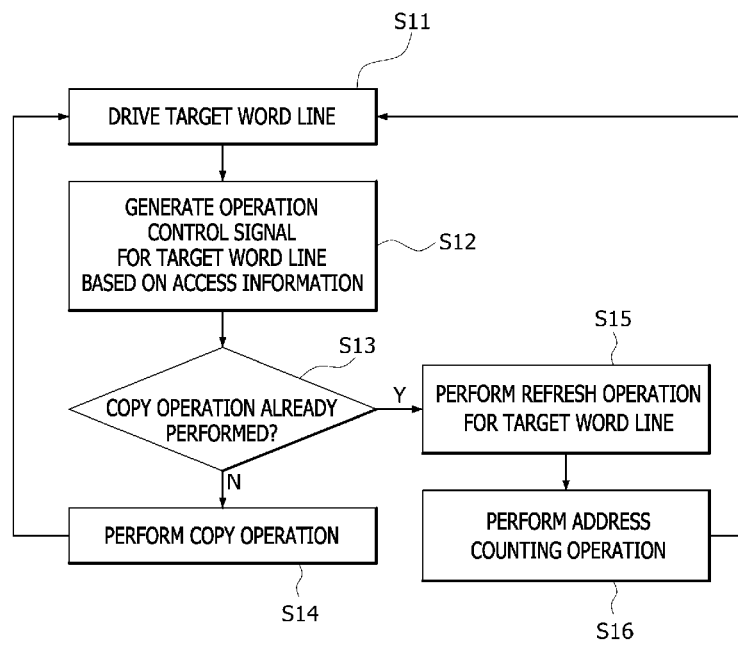 S11
DRIVE TARGET WORD LINE
GENERATE OPERATION
CONTROL SIGNAL
FOR TARGET WORD LINE
BASED ON ACCESS INFORMATION
S12
S13
COPY OPERATION ALREADY
PERFORMED?
Y
N
S15
PERFORM REFRESH OPERATION
FOR TARGET WORD LINE
PERFORM COPY OPERATION
S14
PERFORM ADDRESS
COUNTING OPERATION
S16